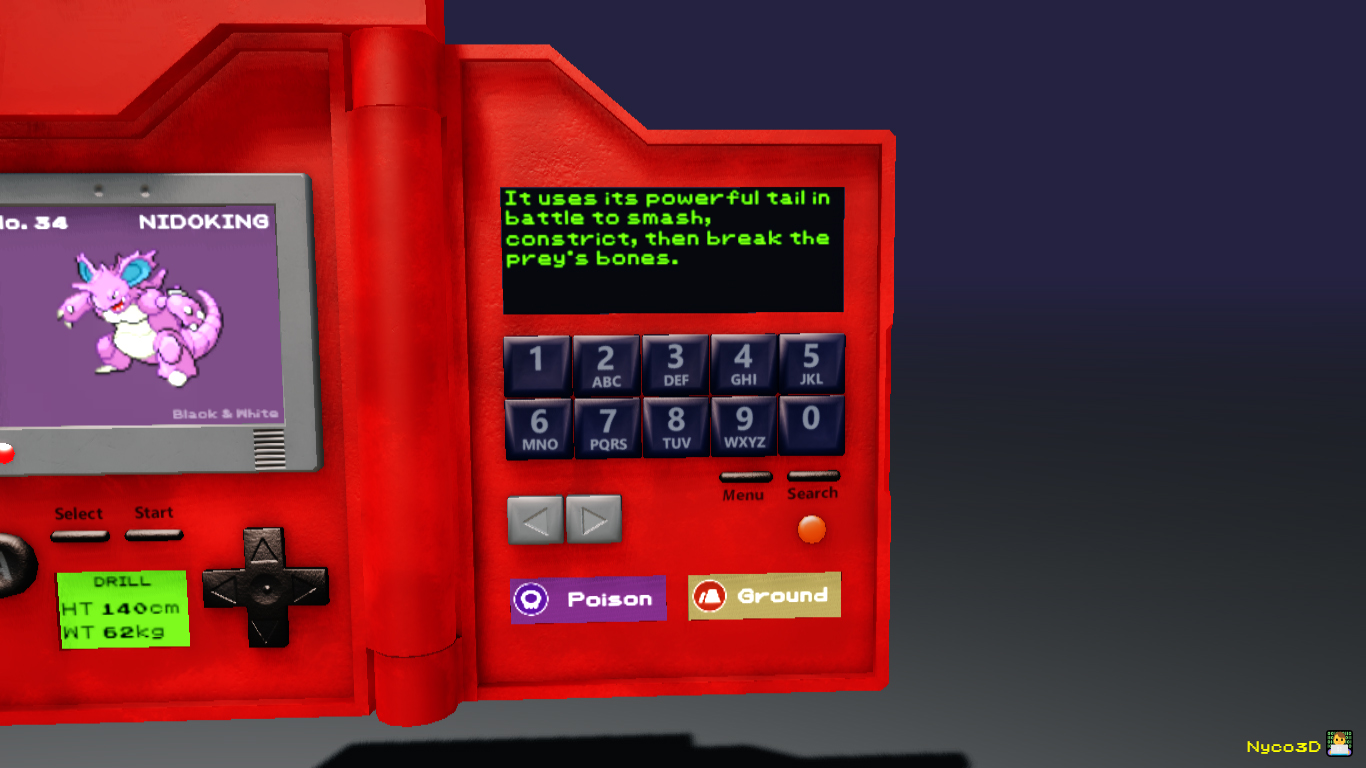 No. 34 NIDOKING
Black & White
Select Start
A
DRILL
HT 140cm
WT 62kg
It uses its powerful tail in
battle to smash,
constrict, then break the
prey's bones.
1 2 3 4 5
ABC DEF GHI JKL
6 7 8 9 0
MNO PQRS TUV WXYZ
Menu Search
Poison Ground
Nyco3D